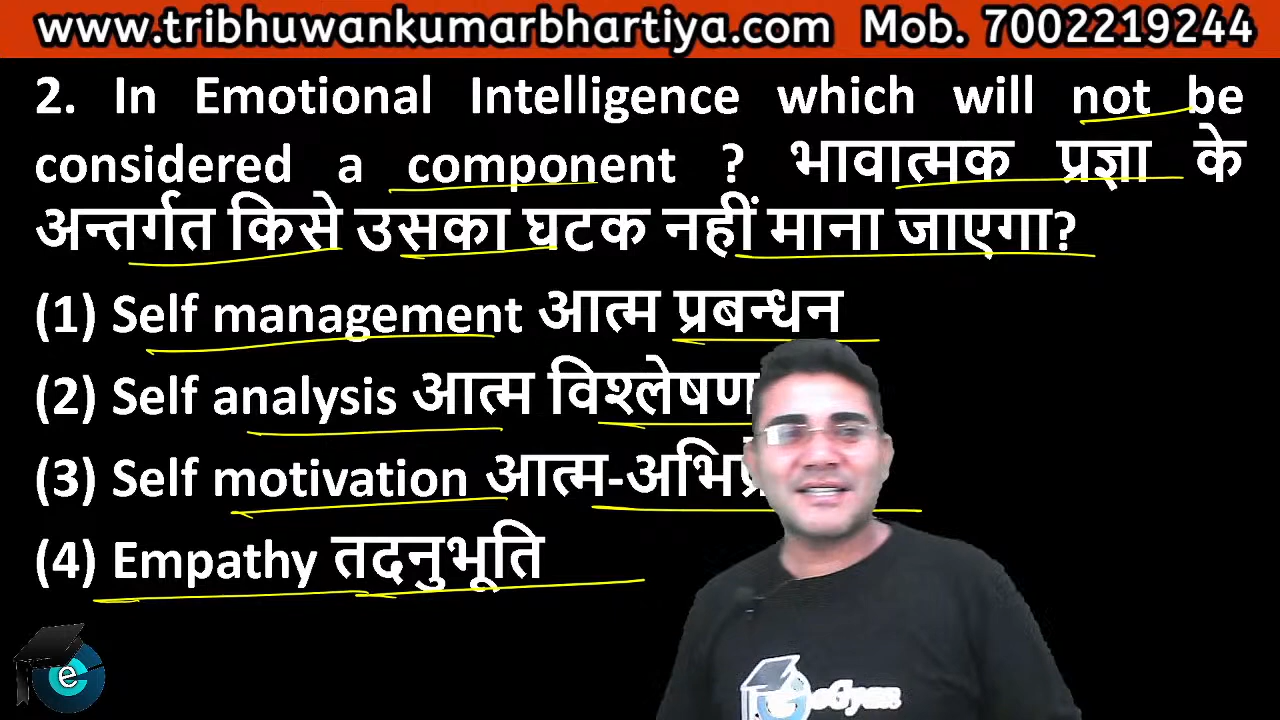 www.tribhuwankumarbhartiya.com Mob. 7002219244
2. In Emotional Intelligence which will not be
considered a component ? भावात्मक प्रज्ञा के
अन्तर्गत किसे उसका घटक नहीं माना जाएगा?
(1) Self management आत्म प्रबन्धन
(2) Self analysis आत्म विश्लेषण
(3) Self motivation
(4) Empathy तदनुभूति
e
eGyan